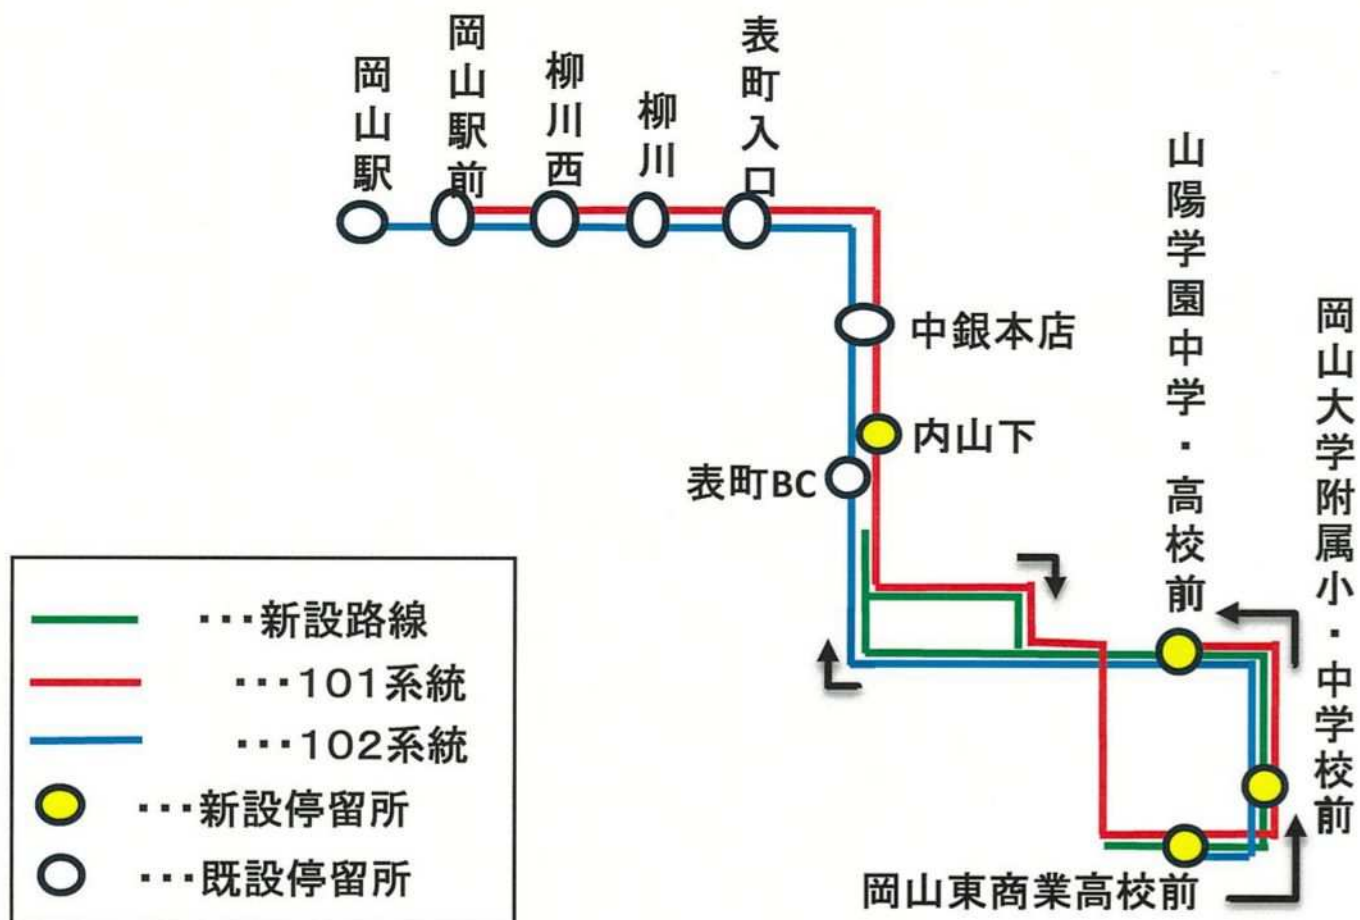 岡山駅
岡山駅前
柳川西
柳川
表町入口
中銀本店
内山下
表町BC
山陽学園中学・高校前
岡山大学附属小・中学校前
岡山東商業高校前
・・・新設路線
・・・101系統
・・・102系統
・・・新設停留所
・・・既設停留所